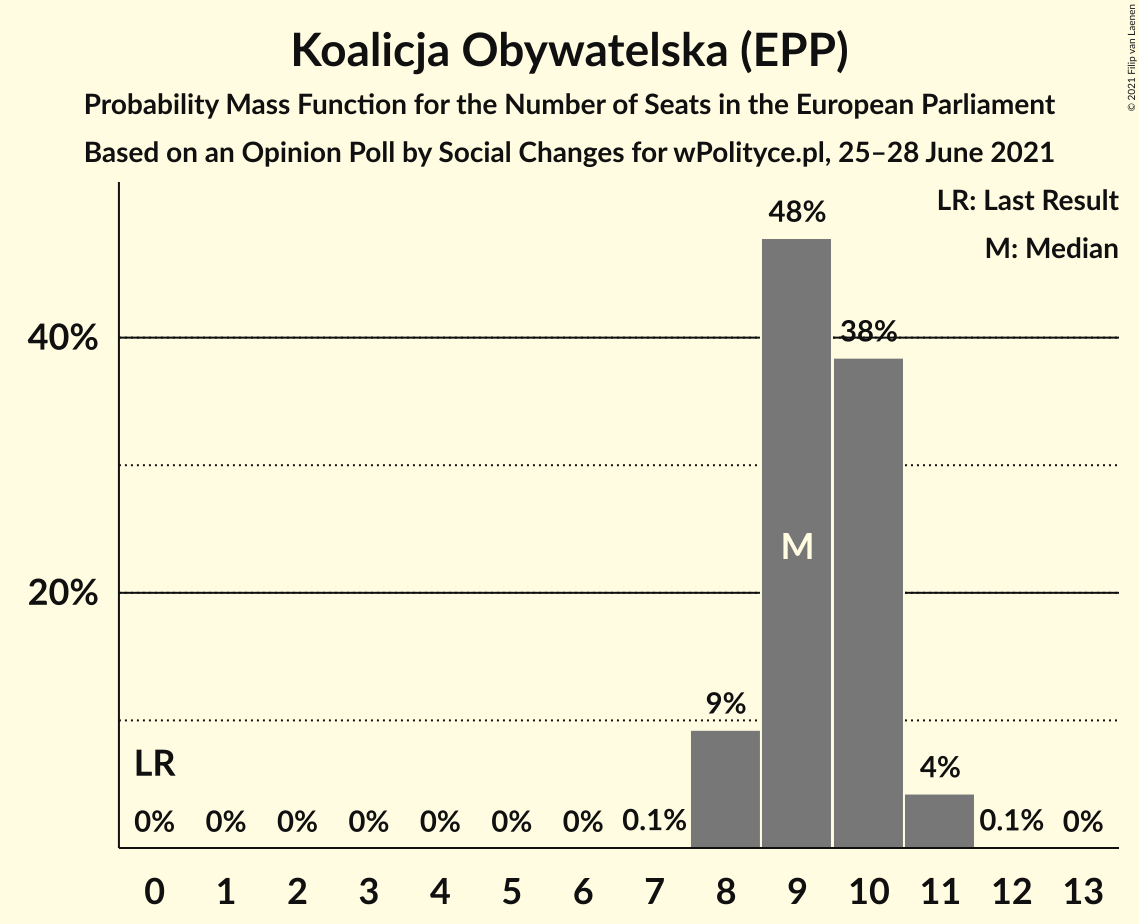 Koalicja Obywatelska (EPP)
Probability Mass Function for the Number of Seats in the European Parliament
Based on an Opinion Poll by Social Changes for wPolityce.pl, 25–28 June 2021
© 2021 Filip van Laenen
LR: Last Result
M: Median
48%
38%
40%
M
20%
9%
LR
4%
0% 0% 0% 0% 0% 0% 0% 0.1% 0.1% 0%
0 1 2 3 4 5 6 7 8 9 10 11 12 13